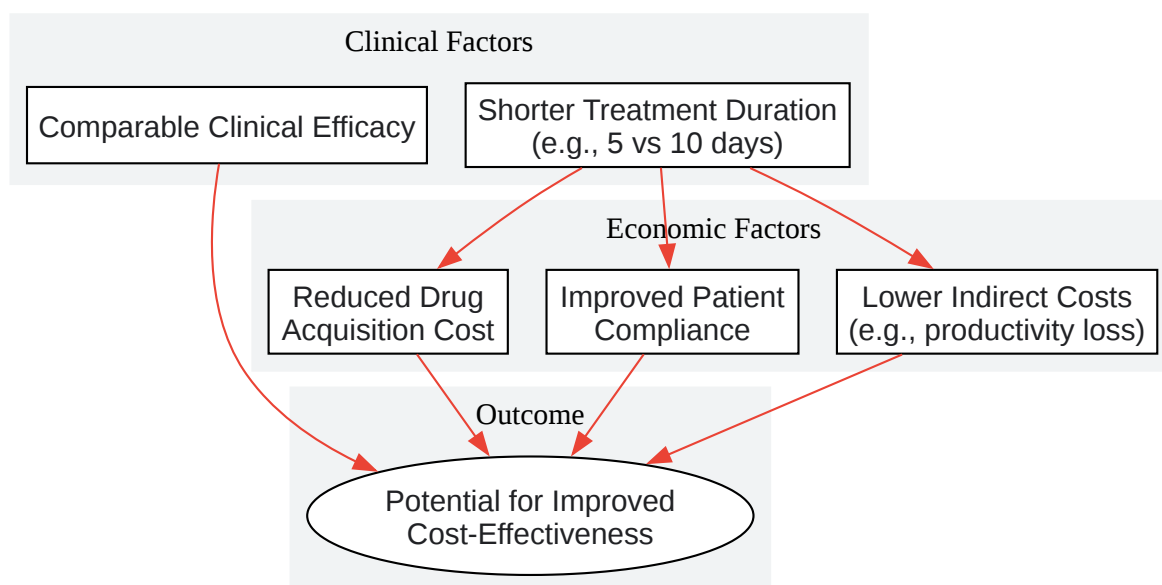 Clinical Factors
Comparable Clinical Efficacy
Shorter Treatment Duration
(e.g., 5 vs 10 days)
Economic Factors
Reduced Drug
Acquisition Cost
Improved Patient
Compliance
Lower Indirect Costs
(e.g., productivity loss)
Outcome
Potential for Improved
Cost-Effectiveness